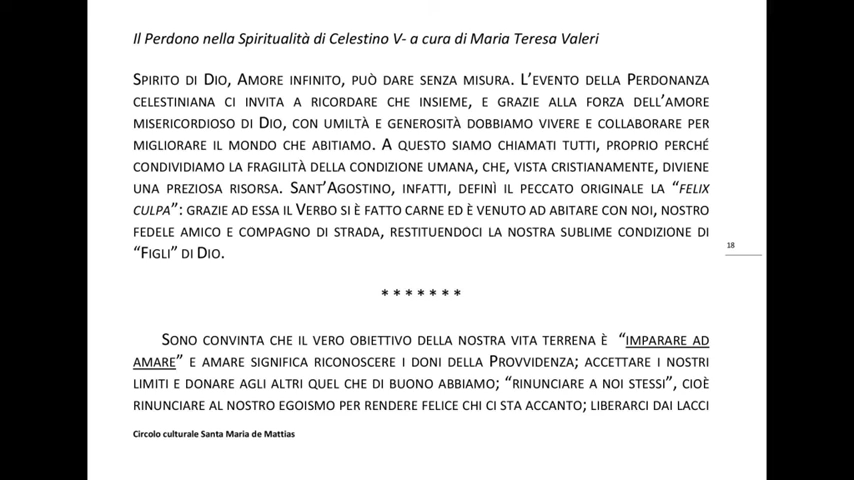 Il Perdono nella Spiritualità di Celestino V- a cura di Maria Teresa Valeri
Spirito di Dio, Amore infinito, può dare senza misura. L’evento della Perdonanza
celestiniana ci invita a ricordare che insieme, e grazie alla forza dell’amore
misericordioso di Dio, con umiltà e generosità dobbiamo vivere e collaborare per
migliorare il mondo che abitiamo. A questo siamo chiamati tutti, proprio perché
condividiamo la fragilità della condizione umana, che, vista cristianamente, diviene
una preziosa risorsa. Sant’Agostino, infatti, definì il peccato originale la “felix
culpa”: grazie ad essa il Verbo si è fatto carne ed è venuto ad abitare con noi, nostro
fedele amico e compagno di strada, restituendoci la nostra sublime condizione di
“Figli” di Dio.
18
* * * * * * *
Sono convinta che il vero obiettivo della nostra vita terrena è “imparare ad
amare” e amare significa riconoscere i doni della Provvidenza; accettare i nostri
limiti e donare agli altri quel che di buono abbiamo; “rinunciare a noi stessi”, cioè
rinunciare al nostro egoismo per rendere felice chi ci sta accanto; liberarci dai lacci
Circolo culturale Santa Maria de Mattias